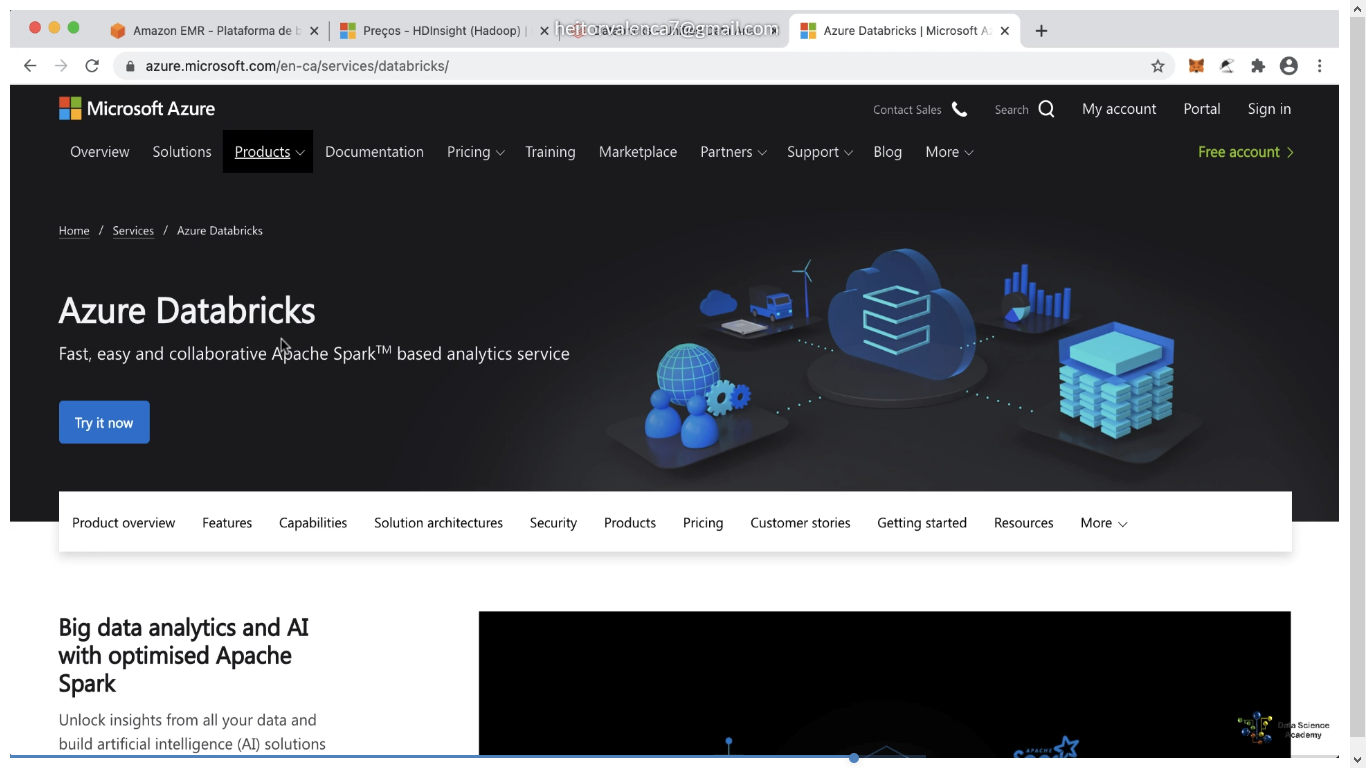 Amazon EMR - Plataforma de b
Preços - HDInsight (Hadoop) |
heitorvalenca7@gmail.com
Azure Databricks | Microsoft Az
azure.microsoft.com/en-ca/services/databricks/
Microsoft Azure
Contact Sales
Search
My account
Portal
Sign in
Overview
Solutions
Products
Documentation
Pricing
Training
Marketplace
Partners
Support
Blog
More
Free account
Home / Services / Azure Databricks
Azure Databricks
Fast, easy and collaborative Apache Spark™ based analytics service
Try it now
Product overview
Features
Capabilities
Solution architectures
Security
Products
Pricing
Customer stories
Getting started
Resources
More
Big data analytics and AI
with optimised Apache
Spark
Unlock insights from all your data and
build artificial intelligence (AI) solutions
APACHE
Data Science
Academy